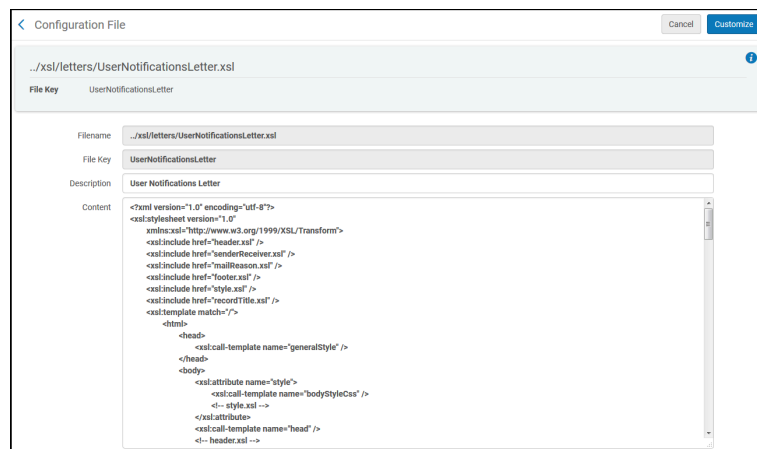 Configuration File
Cancel
Customize
../xsl/letters/UserNotificationsLetter.xsl
File Key UserNotificationsLetter
Filename ../xsl/letters/UserNotificationsLetter.xsl
File Key UserNotificationsLetter
Description User Notifications Letter
Content <?xml version="1.0" encoding="utf-8"?>
<xsl:stylesheet version="1.0"
xmlns:xsl="http://www.w3.org/1999/XSL/Transform">
<xsl:include href="header.xsl" />
<xsl:include href="senderReceiver.xsl" />
<xsl:include href="mailReason.xsl" />
<xsl:include href="footer.xsl" />
<xsl:include href="style.xsl" />
<xsl:include href="recordTitle.xsl" />
<xsl:template match="/">
<html>
<head>
<xsl:call-template name="generalStyle" />
</head>
<body>
<xsl:attribute name="style">
<xsl:call-template name="bodyStyleCss" />
<!-- style.xsl -->
</xsl:attribute>
<xsl:call-template name="head" />
<!-- header.xsl -->